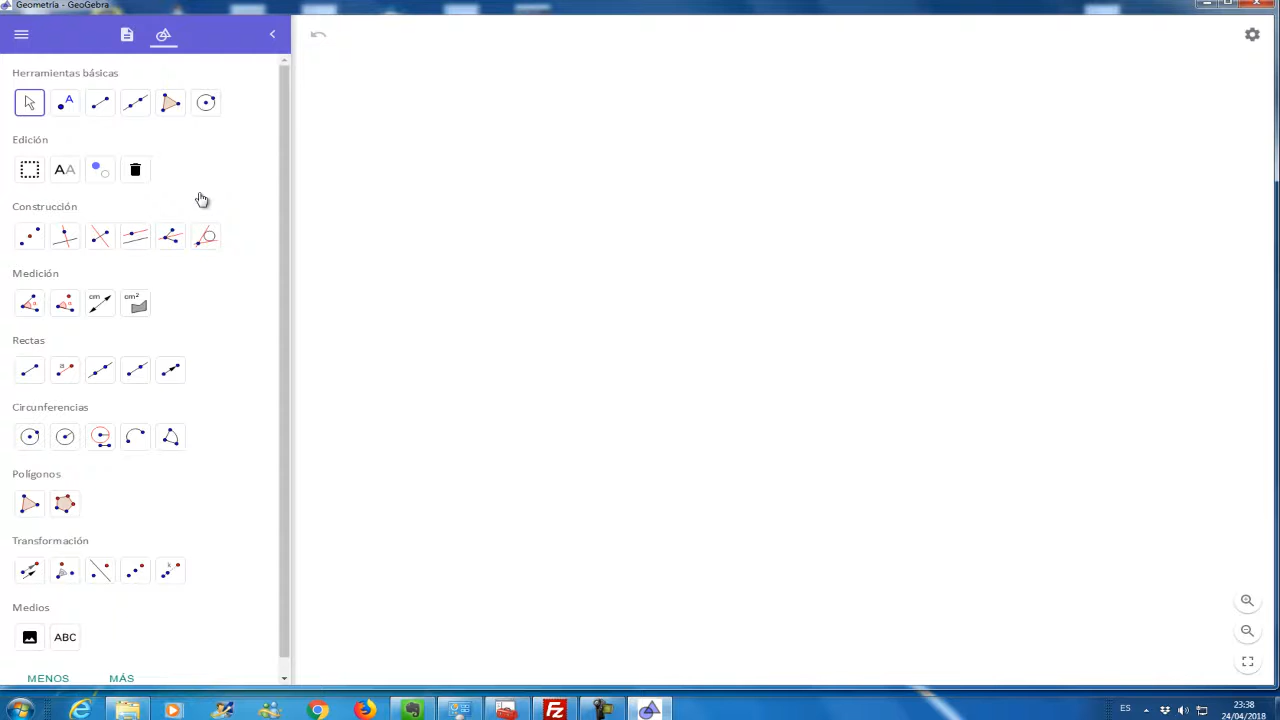 Geometría - GeoGebra
Herramientas básicas
A
Edición
AA
Construcción
Medición
cm
cm²
Rectas
Circunferencias
Polígonos
Transformación
Medios
ABC
MENOS
MÁS
ES
23:38
24/04/2018